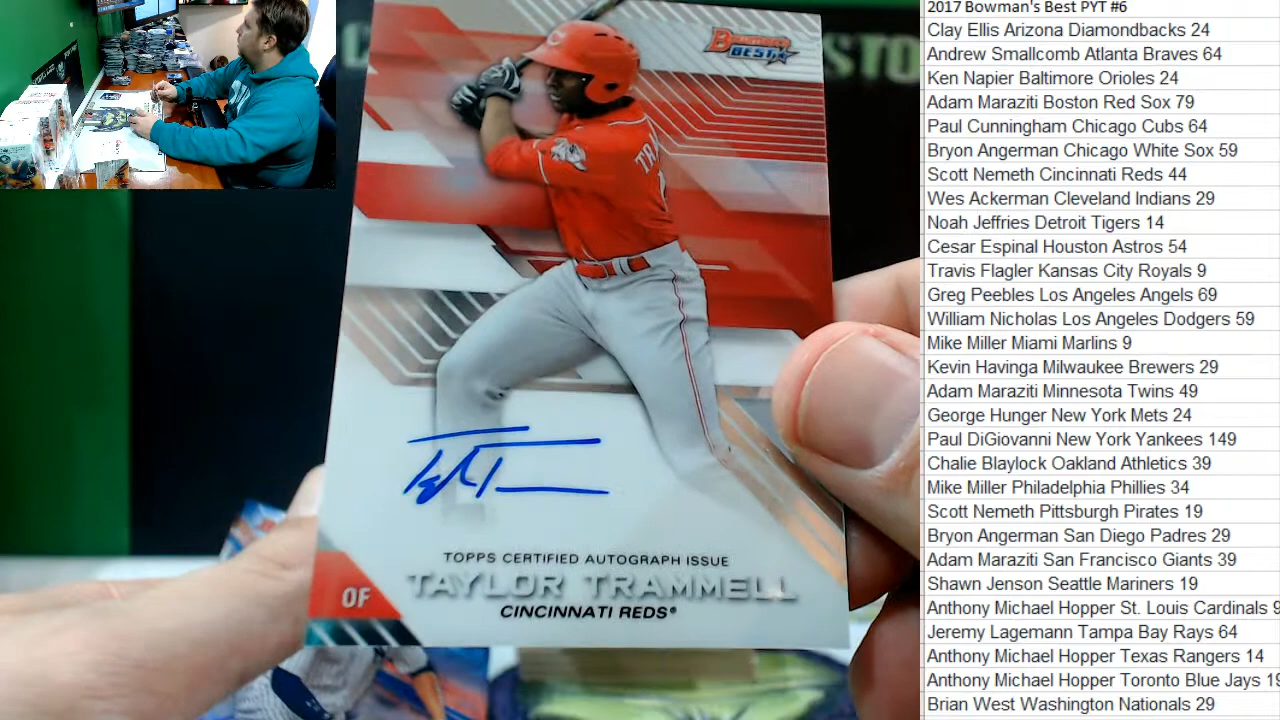 BOWMAN'S
BEST
TOPPS CERTIFIED AUTOGRAPH ISSUE
TAYLOR TRAMMELL
OF
CINCINNATI REDS®
2017 Bowman's Best PYT #6
Clay Ellis Arizona Diamondbacks 24
Andrew Smallcomb Atlanta Braves 64
Ken Napier Baltimore Orioles 24
Adam Maraziti Boston Red Sox 79
Paul Cunningham Chicago Cubs 64
Bryon Angerman Chicago White Sox 59
Scott Nemeth Cincinnati Reds 44
Wes Ackerman Cleveland Indians 29
Noah Jeffries Detroit Tigers 14
Cesar Espinal Houston Astros 54
Travis Flagler Kansas City Royals 9
Greg Peebles Los Angeles Angels 69
William Nicholas Los Angeles Dodgers 59
Mike Miller Miami Marlins 9
Kevin Havinga Milwaukee Brewers 29
Adam Maraziti Minnesota Twins 49
George Hunger New York Mets 24
Paul DiGiovanni New York Yankees 149
Chalie Blaylock Oakland Athletics 39
Mike Miller Philadelphia Phillies 34
Scott Nemeth Pittsburgh Pirates 19
Bryon Angerman San Diego Padres 29
Adam Maraziti San Francisco Giants 39
Shawn Jenson Seattle Mariners 19
Anthony Michael Hopper St. Louis Cardinals 9
Jeremy Lagemann Tampa Bay Rays 64
Anthony Michael Hopper Texas Rangers 14
Anthony Michael Hopper Toronto Blue Jays 19
Brian West Washington Nationals 29